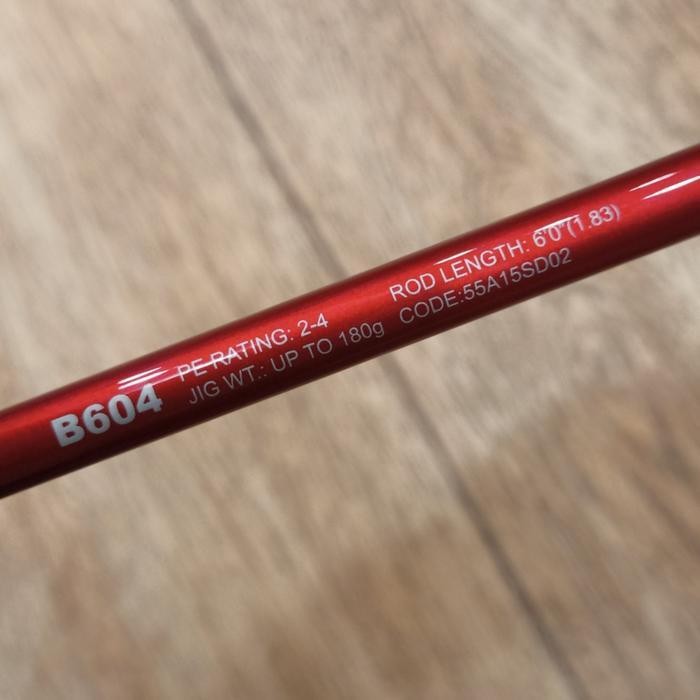 B604
PE RATING: 2-4
JIG WT.: UP TO 180g
ROD LENGTH: 6'0"(1.83)
CODE:55A15SD02